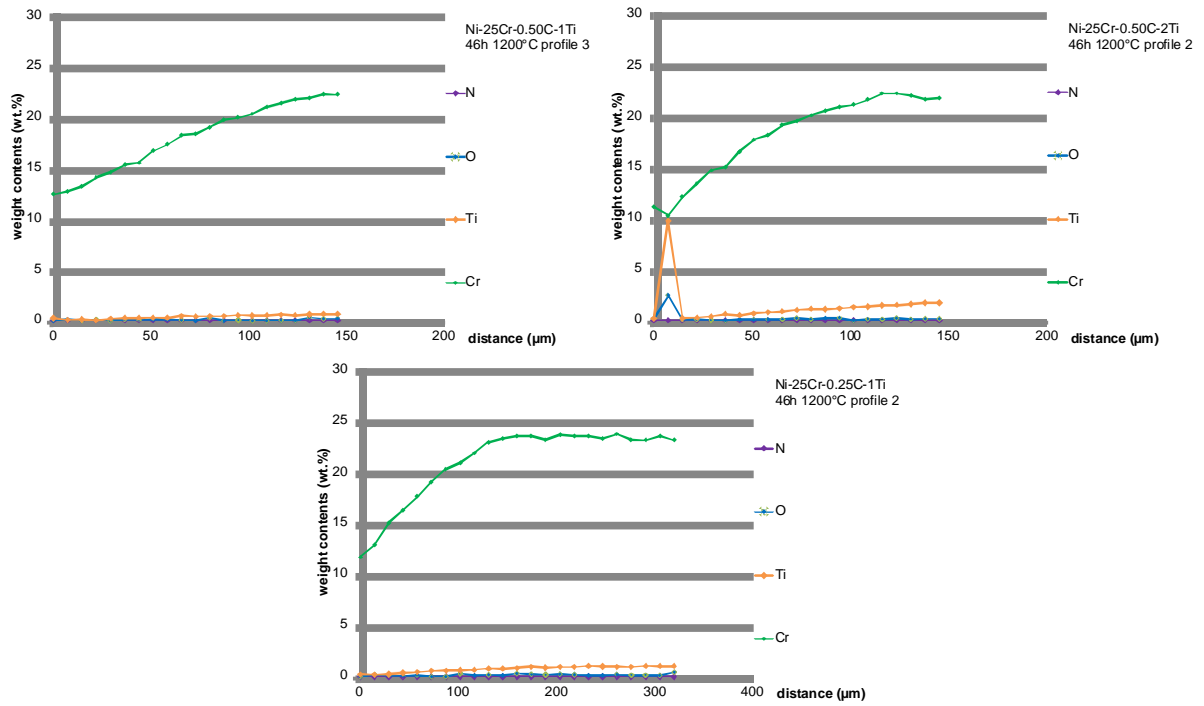 30
25
20
15
10
5
0
0
100
200
weight contents (wt.%)
distance (µm)
Ni-25Cr-0.50C-1Ti
46h 1200°C profile 3
N
O
Ti
Cr
30
25
20
15
10
5
0
0
50
100
150
200
weight contents (wt.%)
distance (µm)
Ni-25Cr-0.50C-2Ti
46h 1200°C profile 2
N
O
Ti
Cr
30
25
20
15
10
5
0
0
100
200
300
400
weight contents (wt.%)
distance (µm)
Ni-25Cr-0.25C-1Ti
46h 1200°C profile 2
N
O
Ti
Cr